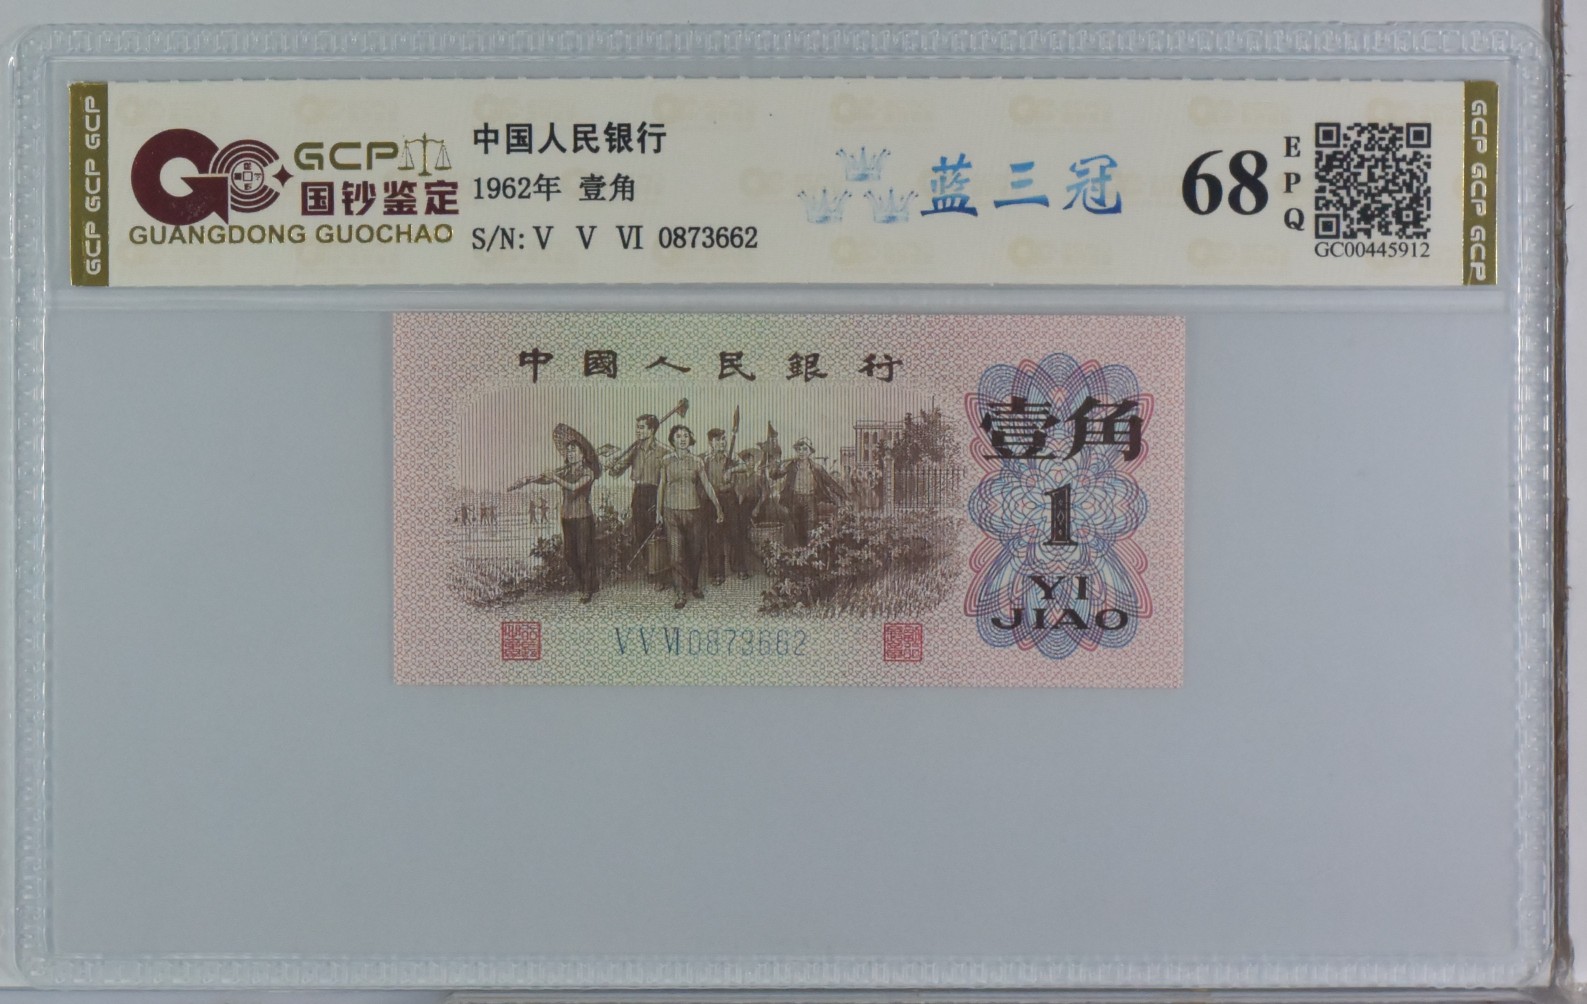 GCP GCP GCP
GCP
国钞鉴定
GUANGDONG GUOCHAO
中国人民银行
1962年 壹角
S/N: V V VI 0873662
蓝三冠
68
EPQ
GC00445912
GCP GCP GCP
中國人民銀行
壹角
1
YI
JIAO
V V VI 0873662